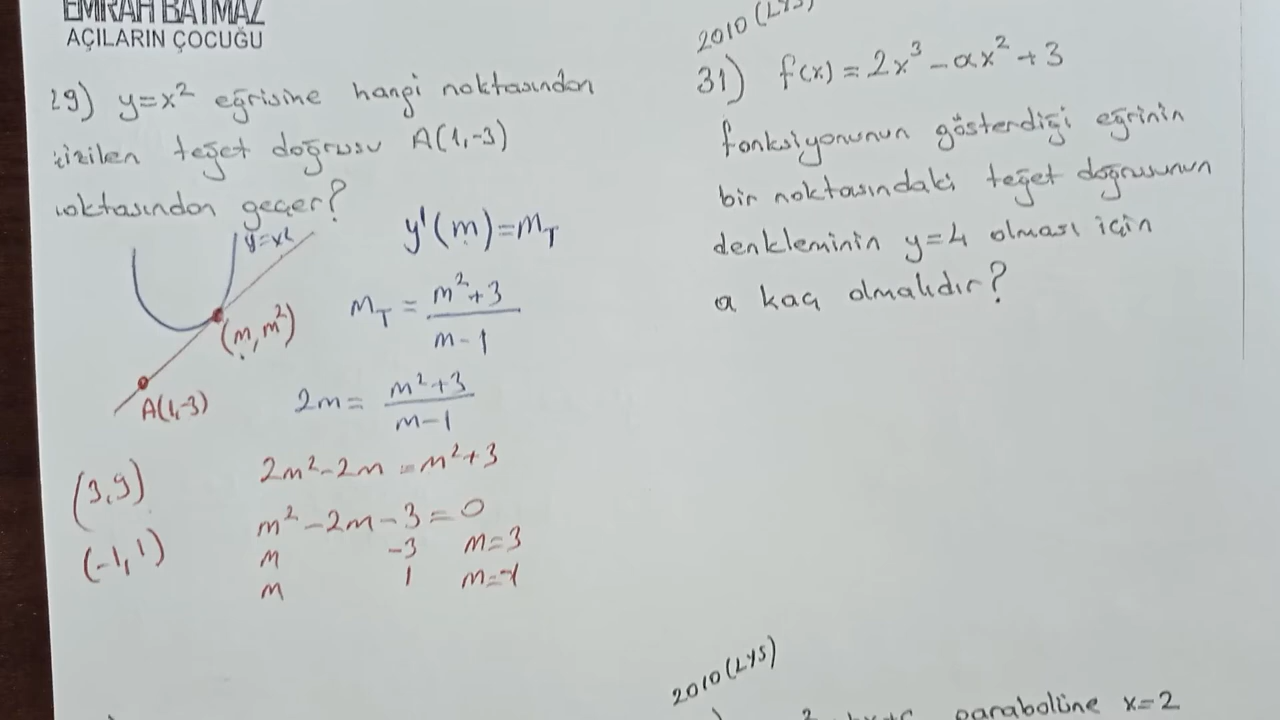 EMRAH BATMAZ
AÇILARIN ÇOCUĞU
29) y=x² eğrisine hangi noktasından
çizilen teğet doğrusu A(1,-3)
noktasından geçer?
y=x²
(m, m²)
A(1,-3)
y'(m)=m_T
m_T = \frac{m²+3}{m-1}
2m = \frac{m²+3}{m-1}
2m²-2m=m²+3
m²-2m-3=0
m -3 m=3
m 1 m=-1
(3,9)
(-1,1)
2010 (LYS)
31) f(x)=2x³-ax²+3
fonksiyonunun gösterdiği eğrinin
bir noktasındaki teğet doğrusunun
denkleminin y=4 olması için
a kaç olmalıdır?
2010 (LYS)
parabolüne x=2